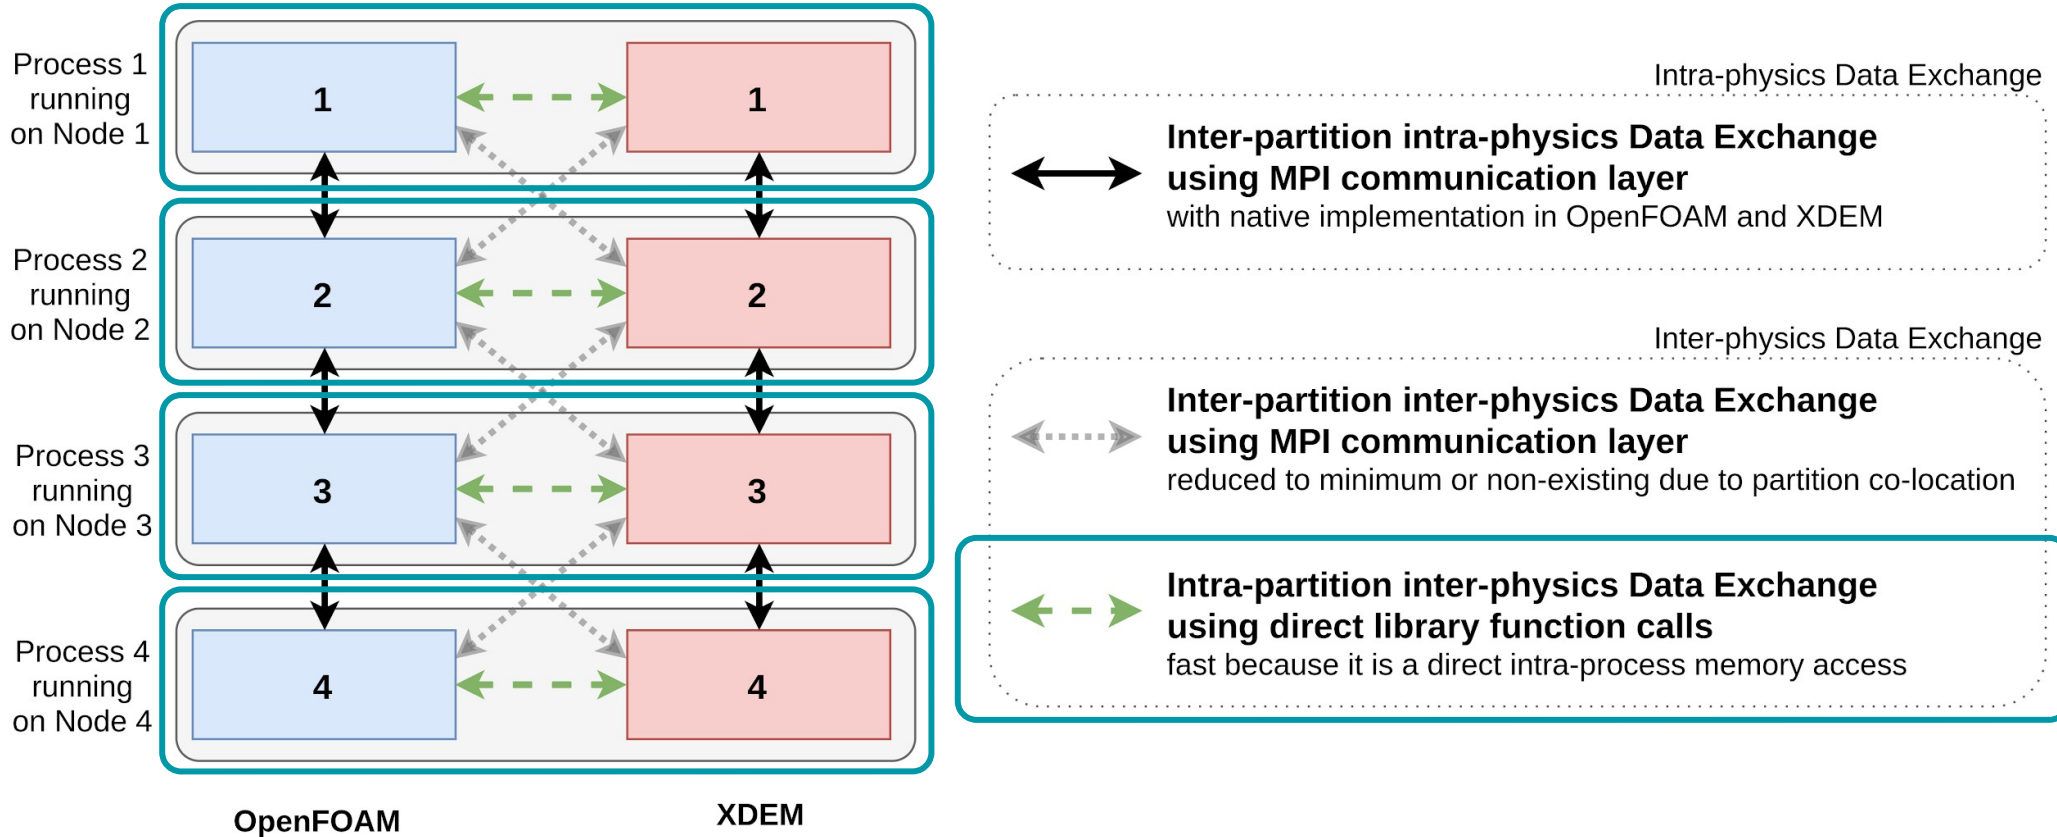 Process 1
running
on Node 1
1
1
Process 2
running
on Node 2
2
2
Process 3
running
on Node 3
3
3
Process 4
running
on Node 4
4
4
OpenFOAM
XDEM
Intra-physics Data Exchange
Inter-partition intra-physics Data Exchange
using MPI communication layer
with native implementation in OpenFOAM and XDEM
Inter-physics Data Exchange
Inter-partition inter-physics Data Exchange
using MPI communication layer
reduced to minimum or non-existing due to partition co-location
Intra-partition inter-physics Data Exchange
using direct library function calls
fast because it is a direct intra-process memory access